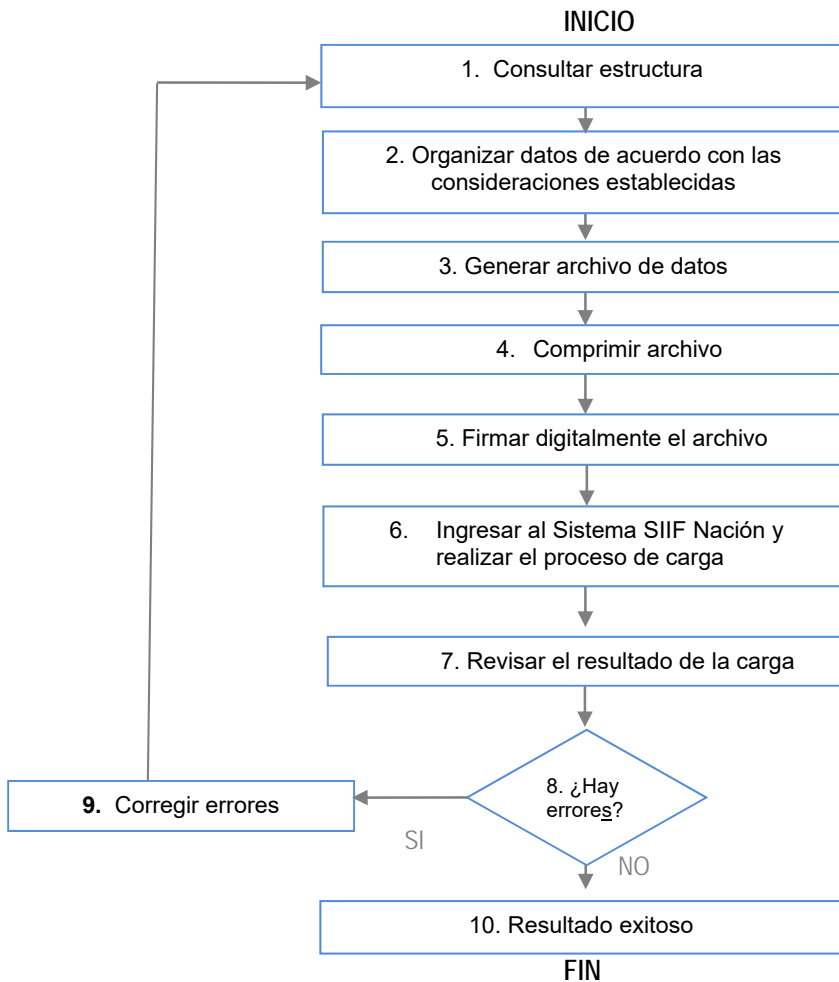 INICIO
1. Consultar estructura
2. Organizar datos de acuerdo con las
consideraciones establecidas
3. Generar archivo de datos
4. Comprimir archivo
5. Firmar digitalmente el archivo
6. Ingresar al Sistema SIIF Nación y
realizar el proceso de carga
7. Revisar el resultado de la carga
8. ¿Hay
errores?
9. Corregir errores
SI
NO
10. Resultado exitoso
FIN